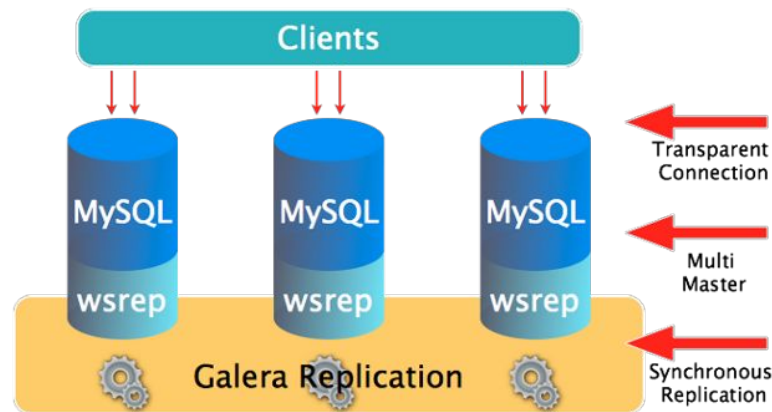 Clients
Transparent
Connection
MySQL
MySQL
MySQL
Multi
Master
wsrep
wsrep
wsrep
Galera Replication
Synchronous
Replication